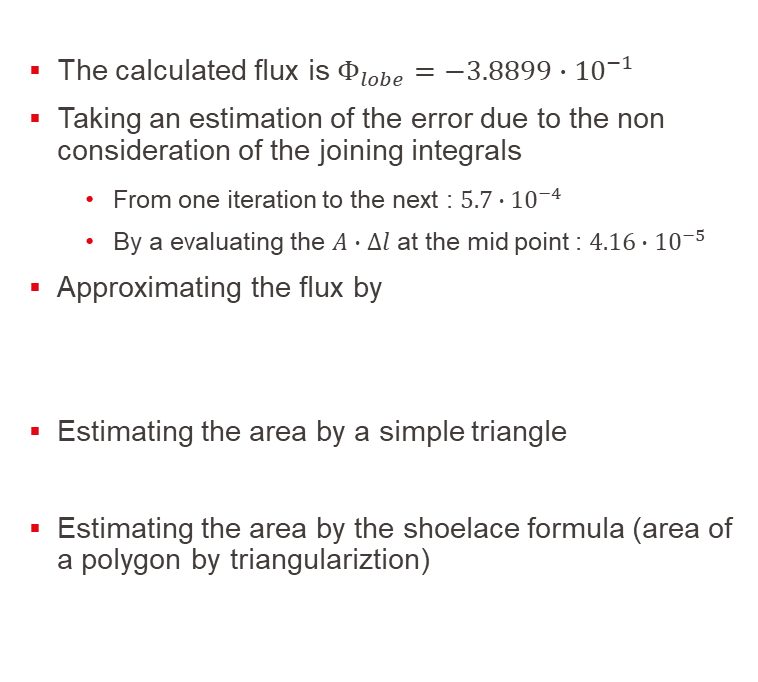 ▪ The calculated flux is Φ_lobe = −3.8899 · 10⁻¹
▪ Taking an estimation of the error due to the non
consideration of the joining integrals
• From one iteration to the next : 5.7 · 10⁻⁴
• By a evaluating the A · Δl at the mid point : 4.16 · 10⁻⁵
▪ Approximating the flux by
▪ Estimating the area by a simple triangle
▪ Estimating the area by the shoelace formula (area of
a polygon by triangulariztion)